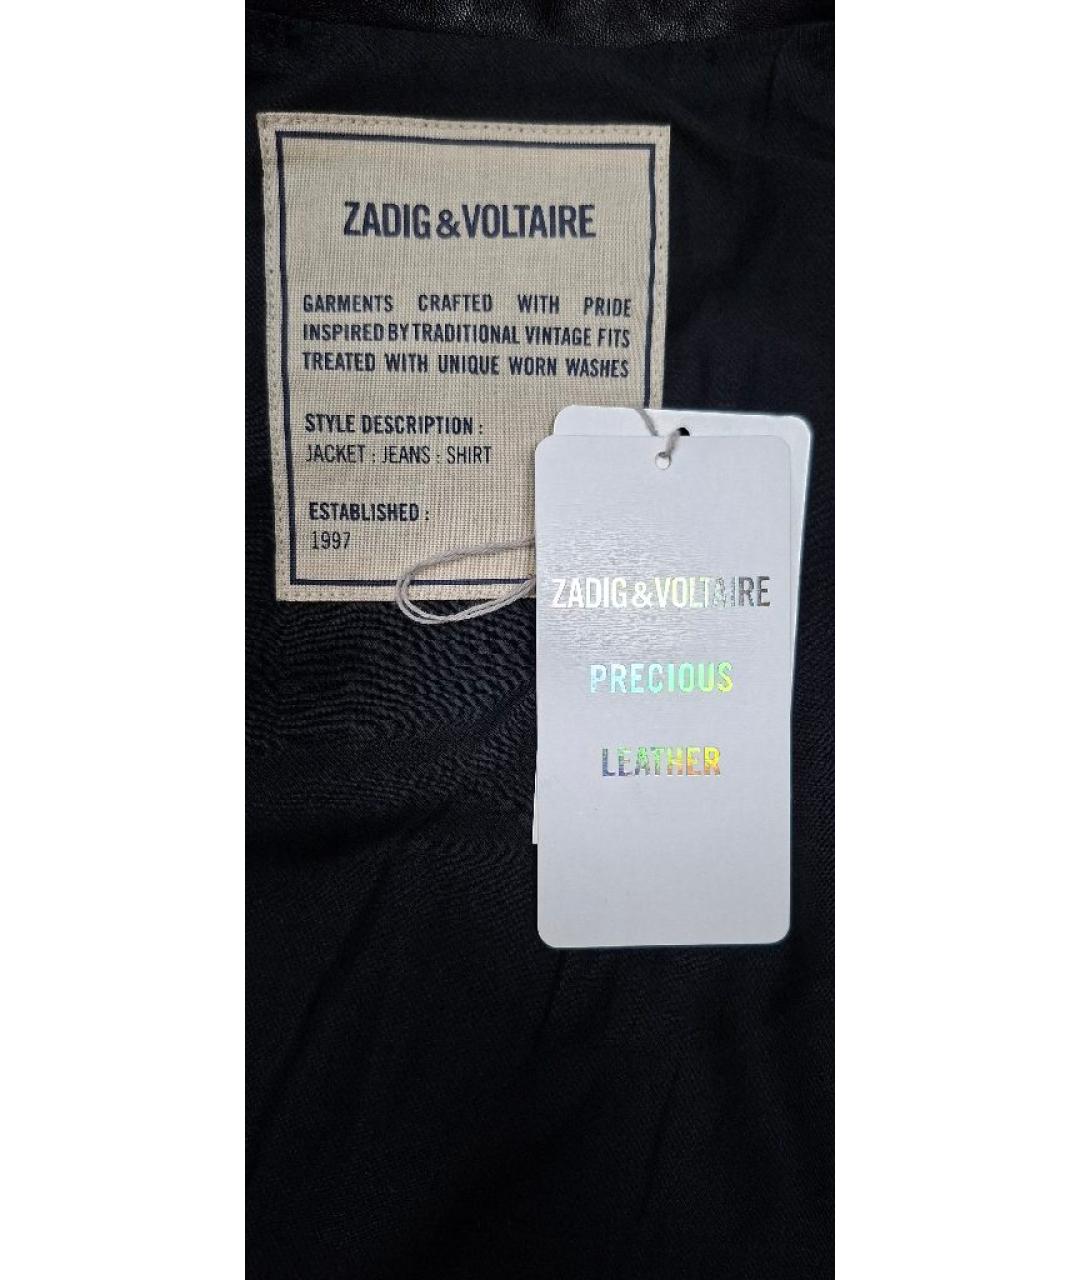 ZADIG&VOLTAIRE
GARMENTS CRAFTED WITH PRIDE
INSPIRED BY TRADITIONAL VINTAGE FITS
TREATED WITH UNIQUE WORN WASHES
STYLE DESCRIPTION :
JACKET : JEANS : SHIRT
ESTABLISHED :
1997
ZADIG&VOLTAIRE
PRECIOUS
LEATHER